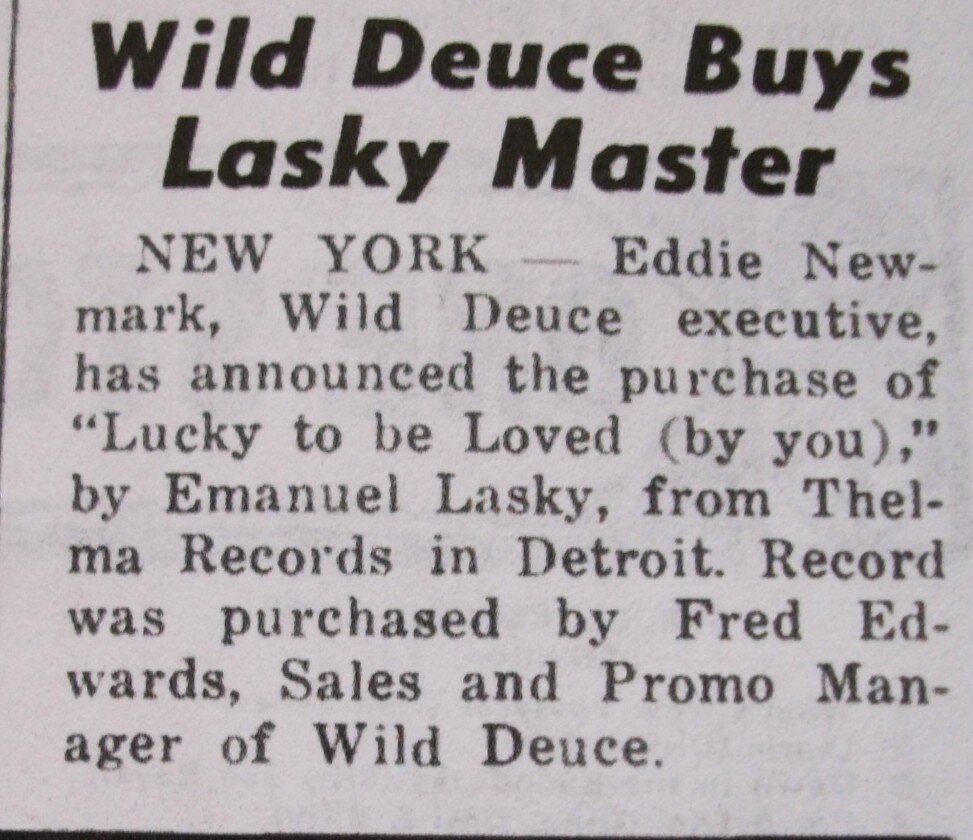 Wild Deuce Buys
Lasky Master
NEW YORK — Eddie New-
mark, Wild Deuce executive,
has announced the purchase of
“Lucky to be Loved (by you),”
by Emanuel Lasky, from Thel-
ma Records in Detroit. Record
was purchased by Fred Ed-
wards, Sales and Promo Man-
ager of Wild Deuce.